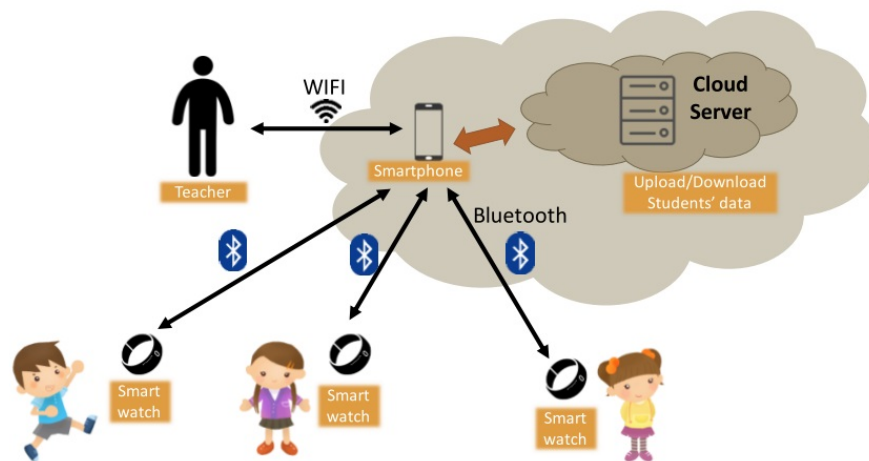 WIFI
Cloud
Server
Teacher
Smartphone
Upload/Download
Students' data
Bluetooth
Smart
watch
Smart
watch
Smart
watch